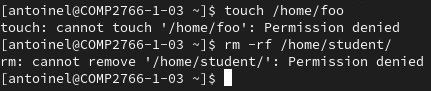 [antoinel@COMP2766-1-03 ~]$ touch /home/foo
touch: cannot touch '/home/foo': Permission denied
[antoinel@COMP2766-1-03 ~]$ rm -rf /home/student/
rm: cannot remove '/home/student/': Permission denied
[antoinel@COMP2766-1-03 ~]$